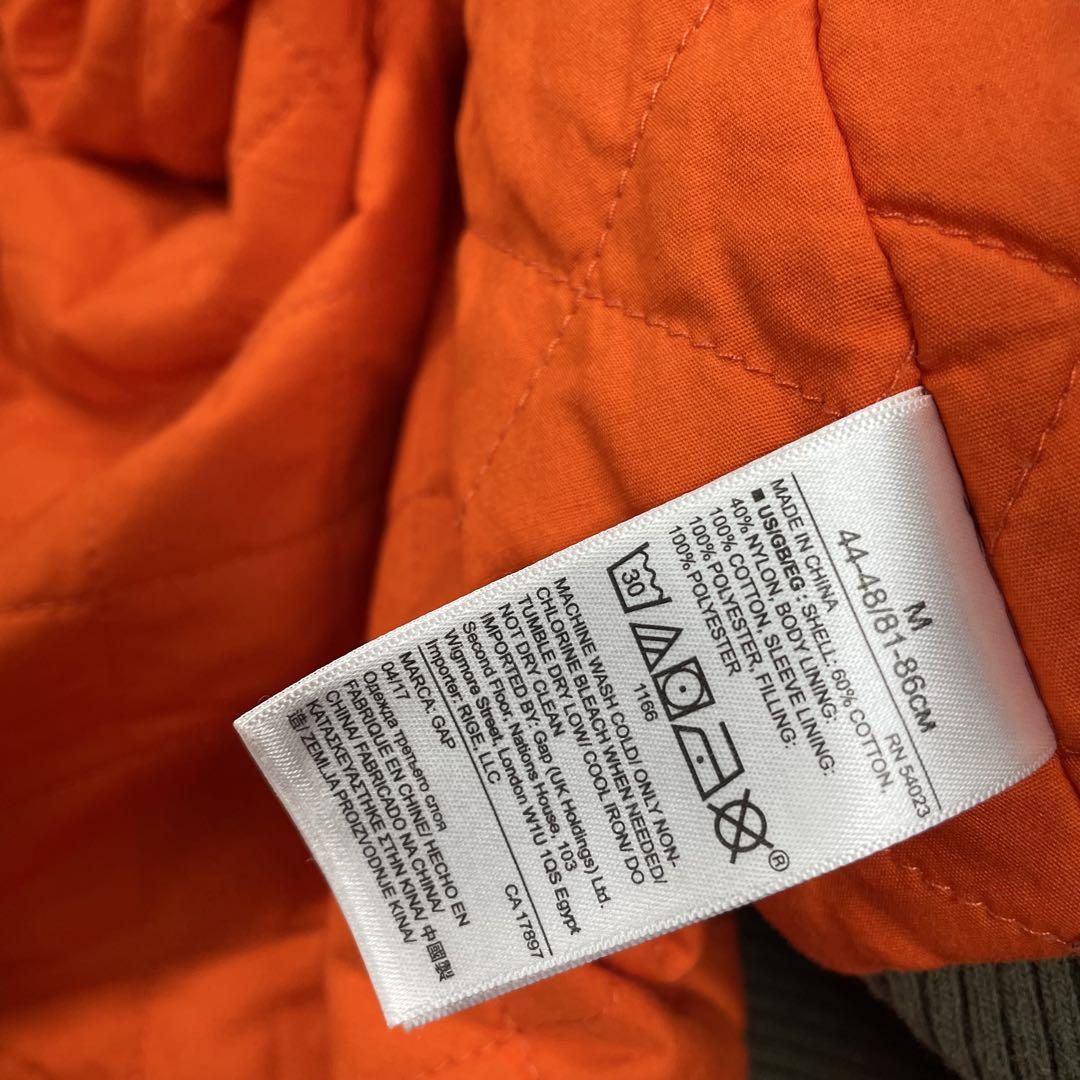 M
44-48/81-86CM
RN 54023
MADE IN CHINA
■ US/GB/EG : SHELL: 60% COTTON,
40% NYLON, BODY LINING:
100% COTTON, SLEEVE LINING:
100% POLYESTER, FILLING:
100% POLYESTER
30
1166
®
MACHINE WASH COLD/ ONLY NON-
CHLORINE BLEACH WHEN NEEDED/
TUMBLE DRY LOW/ COOL IRON/ DO
NOT DRY CLEAN
IMPORTED BY: Gap (UK Holdings) Ltd.
Second Floor, Nations House, 103
Wigmore Street, London W1U 1QS Egypt
Importer: RIGE, LLC
CA 17897
MARCA: GAP
04/17
Одежда третьего слоя
FABRIQUE EN CHINE/ HECHO EN
CHINA/ FABRICADO NA CHINA/
ΚΑΤΑΣΚΕΥΑΣΤΗΚΕ ΣΤΗΝ ΚΙΝΑ/ 中國製
造 ZEMLJA PROIZVODNJE KINA/